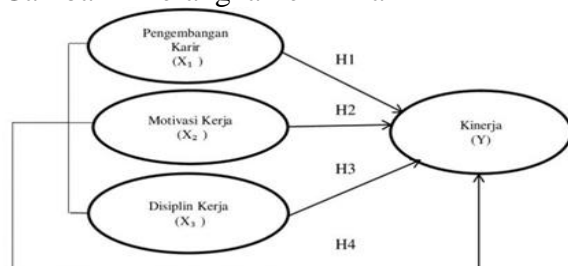 Pengembangan
Karir
(X₁ )
H1
H2
Motivasi Kerja
(X₂ )
Kinerja
(Y)
H3
Disiplin Kerja
(X₃ )
H4